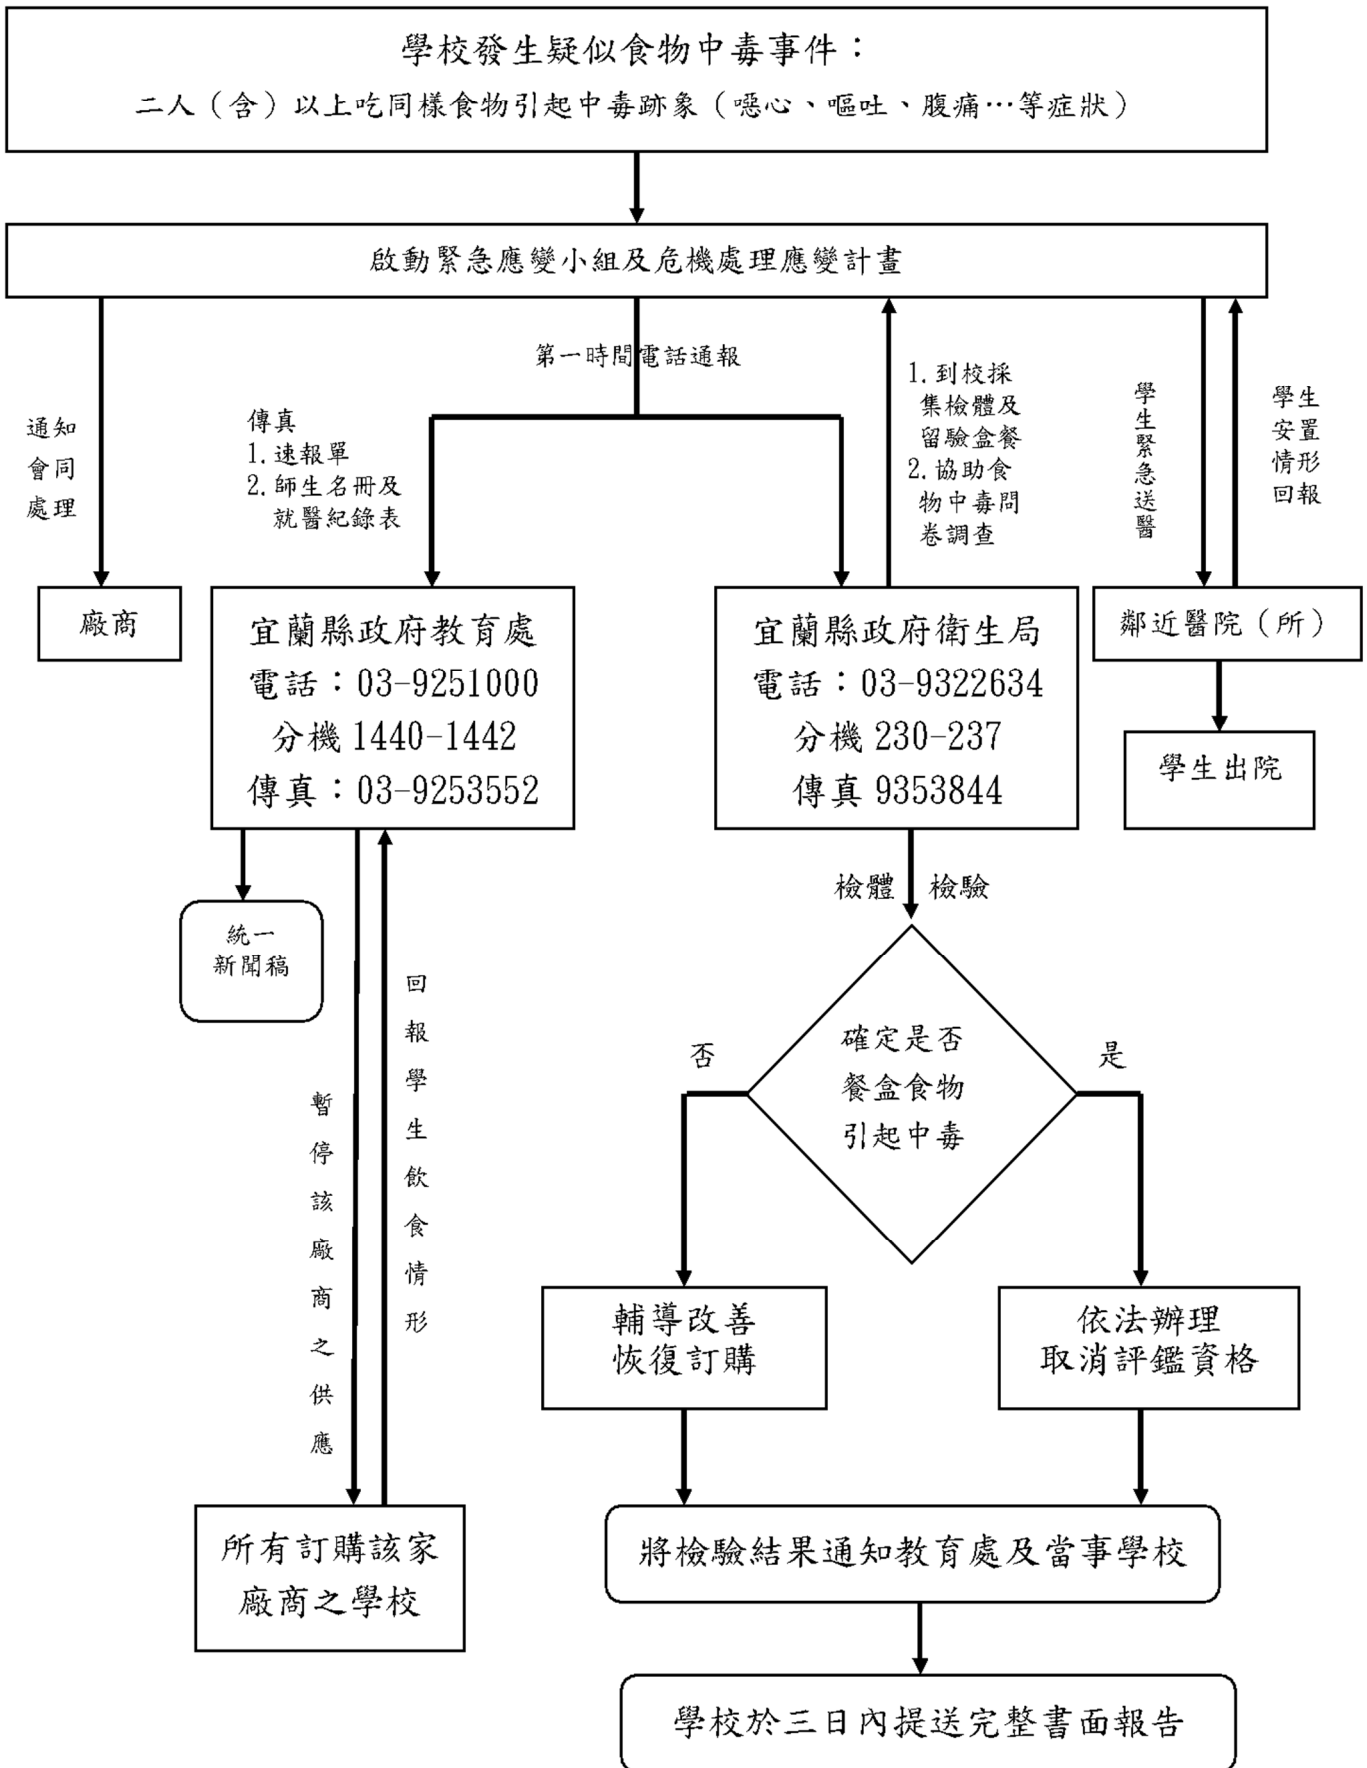 學校發生疑似食物中毒事件：
二人（含）以上吃同樣食物引起中毒跡象（噁心、嘔吐、腹痛…等症狀）
啟動緊急應變小組及危機處理應變計畫
第一時間電話通報
通知
會同
處理
傳真
1.速報單
2.師生名冊及
就醫紀錄表
1.到校採
集檢體及
留驗盒餐
2.協助食
物中毒問
卷調查
學生緊急送醫
學生
安置
情形
回報
廠商
宜蘭縣政府教育處
電話：03-9251000
分機 1440-1442
傳真：03-9253552
宜蘭縣政府衛生局
電話：03-9322634
分機 230-237
傳真 9353844
鄰近醫院（所）
學生出院
統一
新聞稿
檢體 檢驗
暫停該廠商之供應
回報學生飲食情形
否
確定是否
餐盒食物
引起中毒
是
輔導改善
恢復訂購
依法辦理
取消評鑑資格
所有訂購該家
廠商之學校
將檢驗結果通知教育處及當事學校
學校於三日內提送完整書面報告